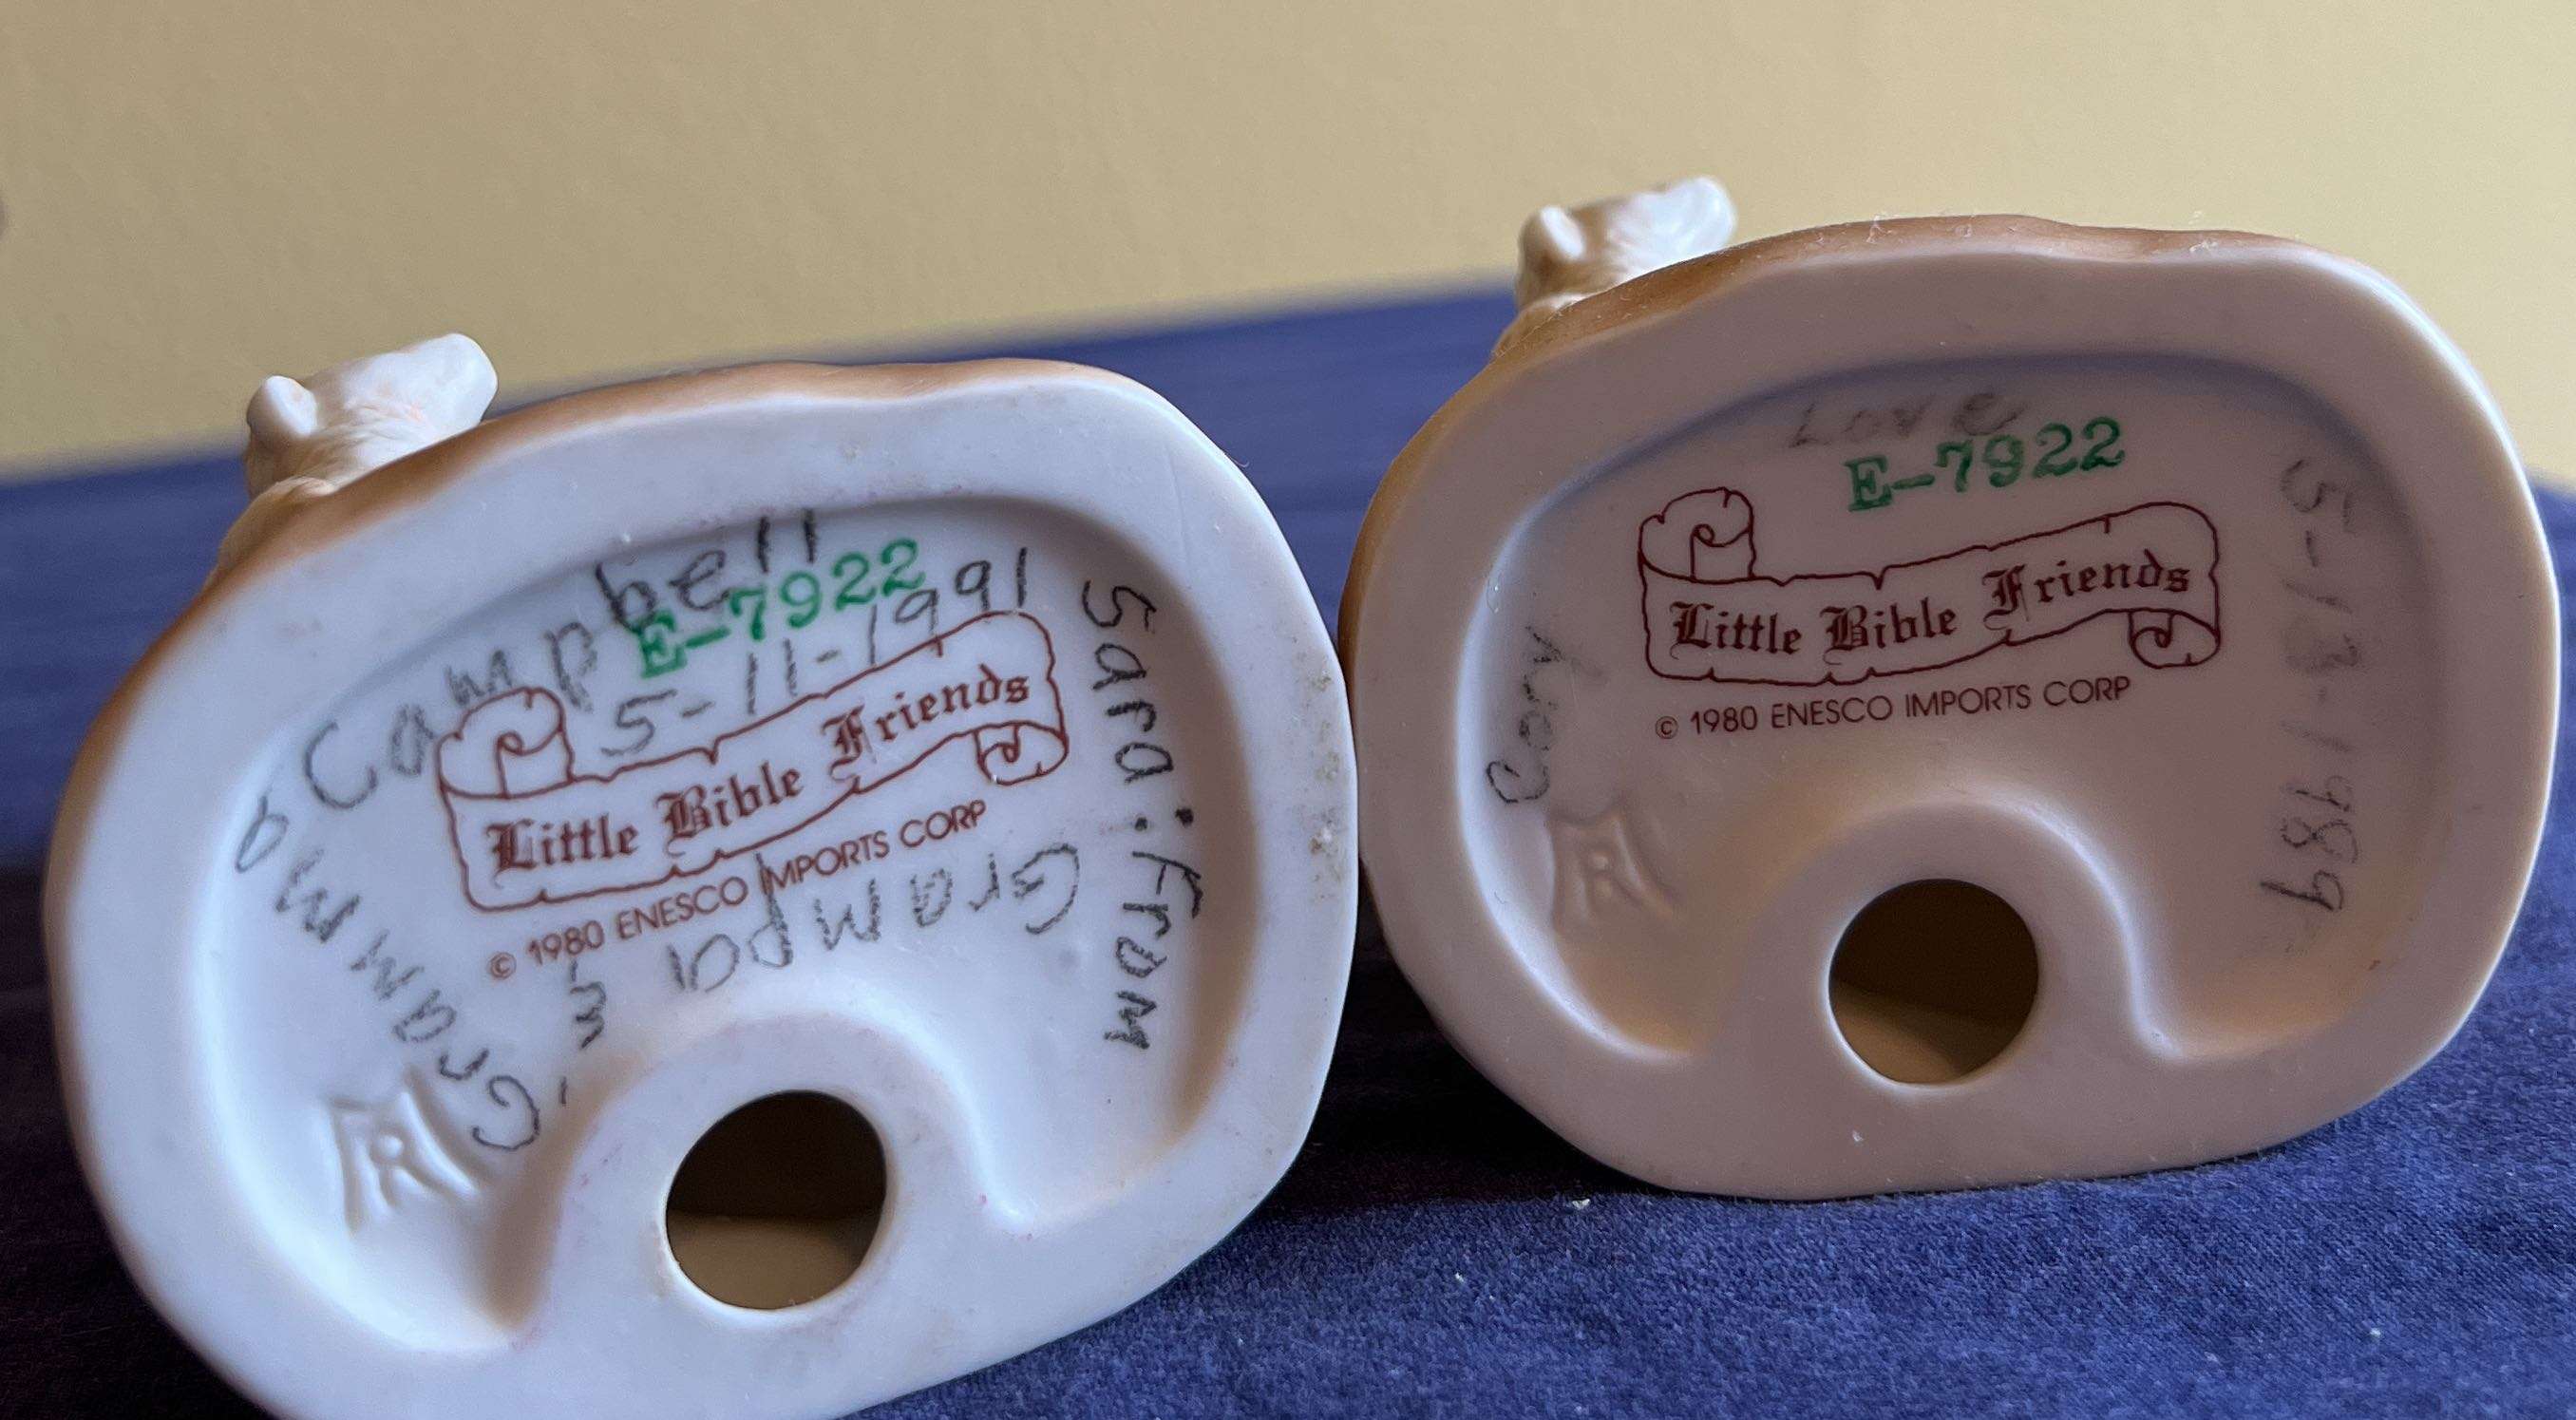 Sara: From
Grampa
n
Gramma
Campbell
E-7922
5-11-1991
Little Bible Friends
© 1980 ENESCO IMPORTS CORP
Love
E-7922
Little Bible Friends
© 1980 ENESCO IMPORTS CORP
Cory
5-13-1989